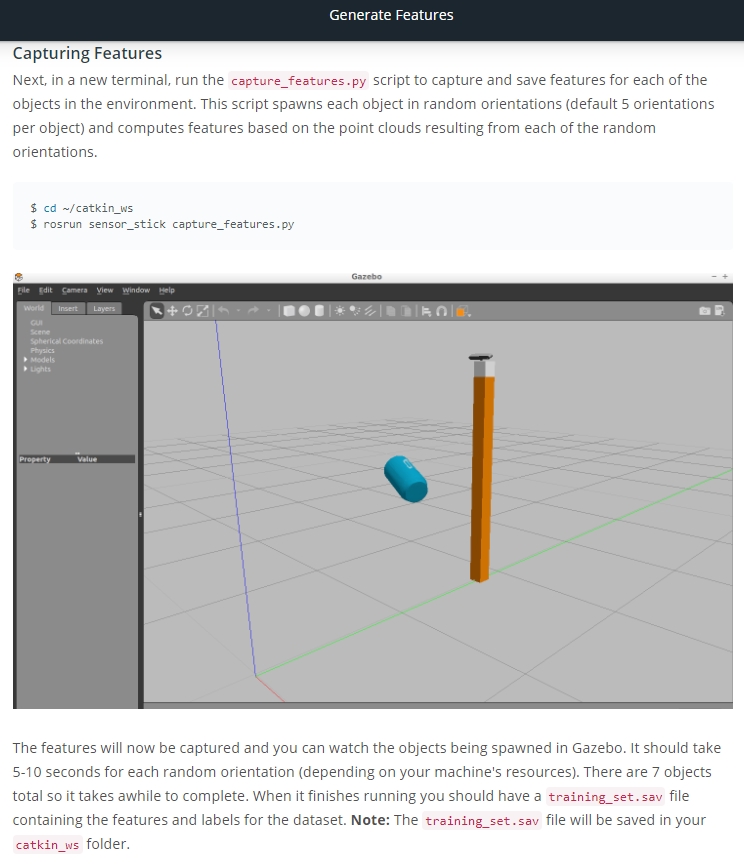 Generate Features
Capturing Features
Next, in a new terminal, run the capture_features.py script to capture and save features for each of the
objects in the environment. This script spawns each object in random orientations (default 5 orientations
per object) and computes features based on the point clouds resulting from each of the random
orientations.
$ cd ~/catkin_ws
$ rosrun sensor_stick capture_features.py
Gazebo
File Edit Camera View Window Help
World Insert Layers
GUI
Scene
Spherical Coordinates
Physics
Models
Lights
Property Value
The features will now be captured and you can watch the objects being spawned in Gazebo. It should take
5-10 seconds for each random orientation (depending on your machine's resources). There are 7 objects
total so it takes awhile to complete. When it finishes running you should have a training_set.sav file
containing the features and labels for the dataset. Note: The training_set.sav file will be saved in your
catkin_ws folder.